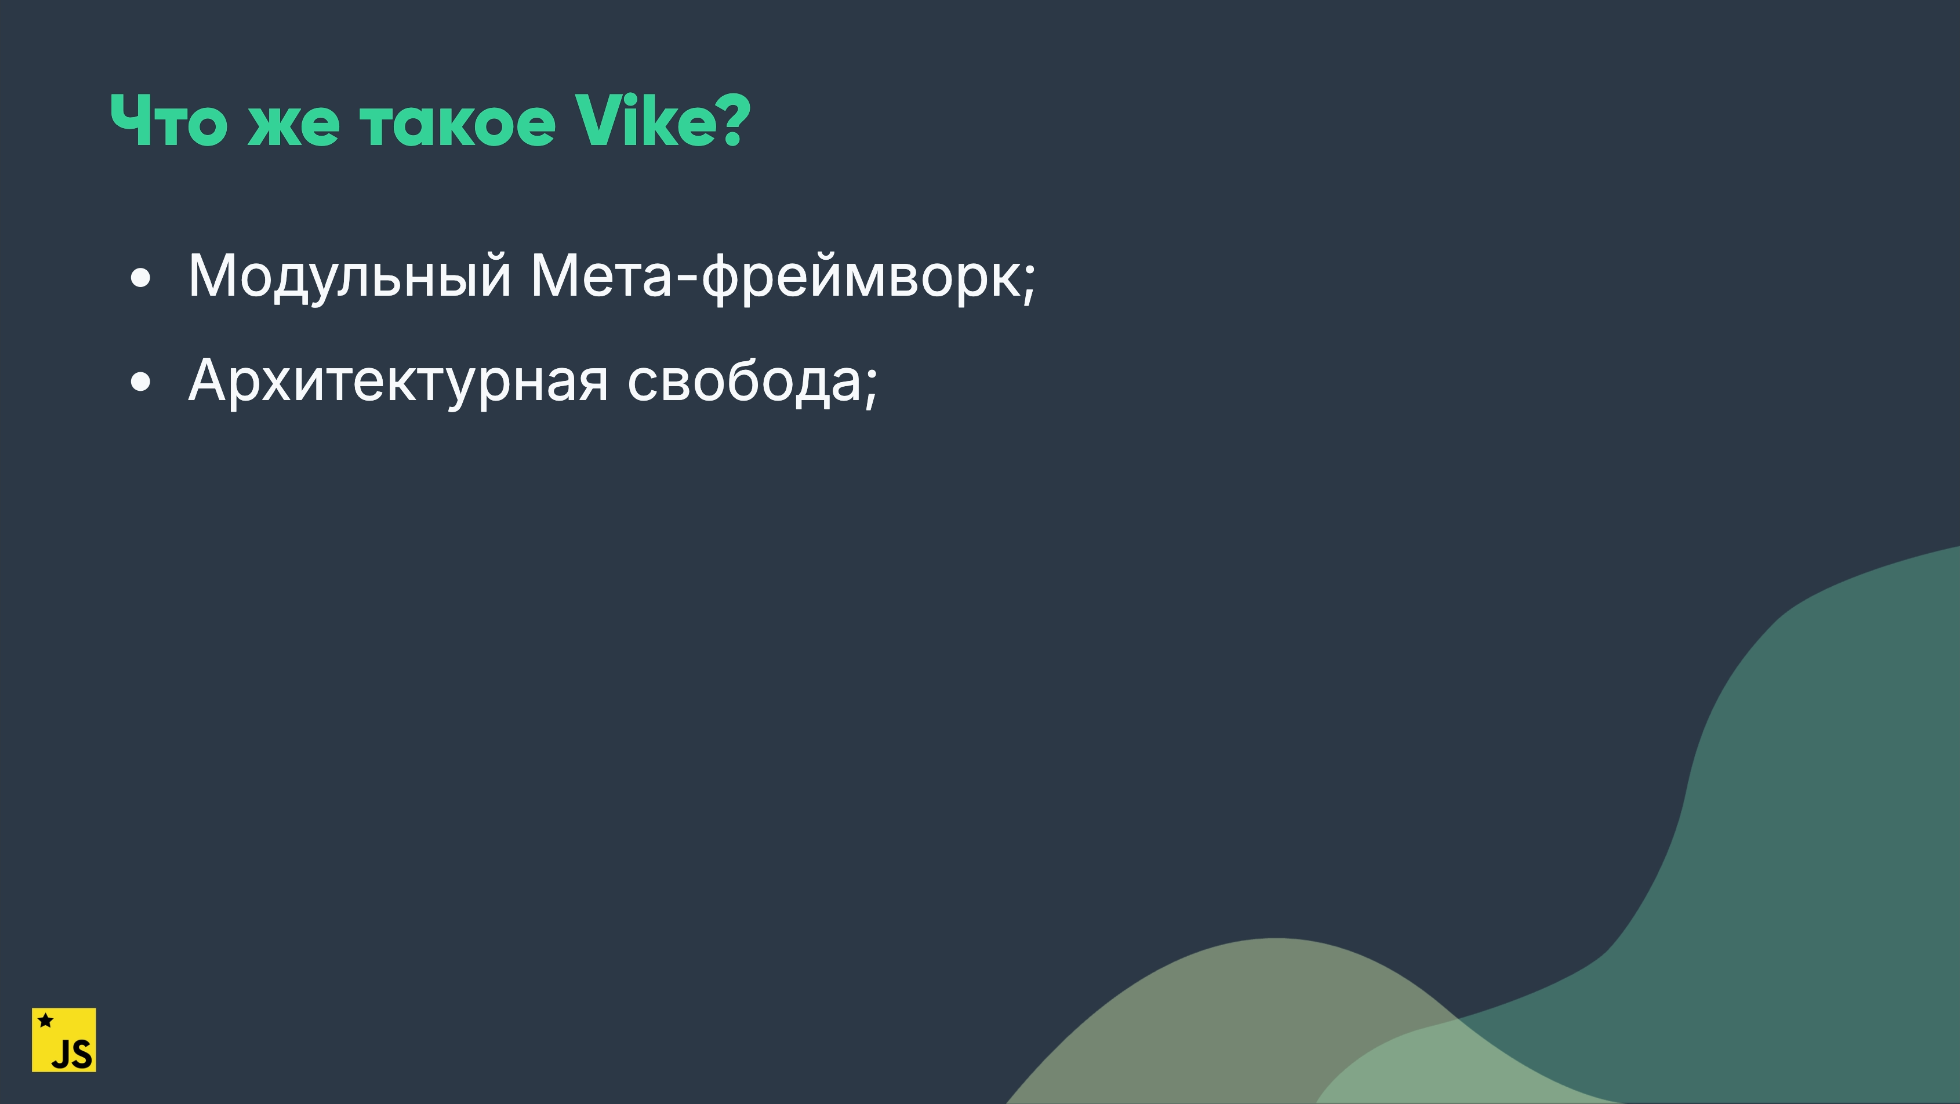 Что же такое Vike?
• Модульный Мета-фреймворк;
• Архитектурная свобода;
JS